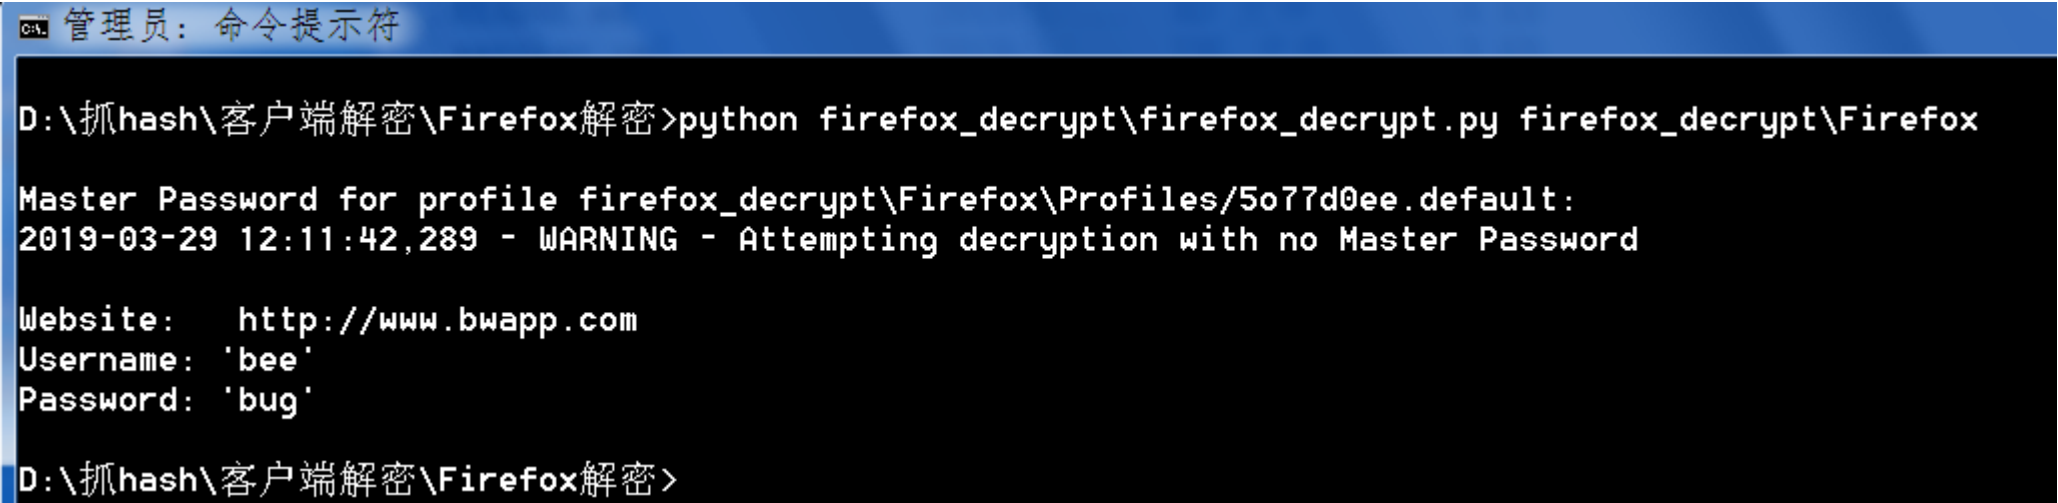 管理员: 命令提示符
D:\抓hash\客户端解密\Firefox解密>python firefox_decrypt\firefox_decrypt.py firefox_decrypt\Firefox
Master Password for profile firefox_decrypt\Firefox\Profiles/5o77d0ee.default:
2019-03-29 12:11:42,289 - WARNING - Attempting decryption with no Master Password
Website:   http://www.bwapp.com
Username: 'bee'
Password: 'bug'
D:\抓hash\客户端解密\Firefox解密>